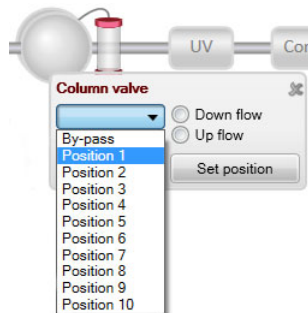 UV
Con
Column valve
Down flow
Up flow
Set position
By-pass
Position 1
Position 2
Position 3
Position 4
Position 5
Position 6
Position 7
Position 8
Position 9
Position 10